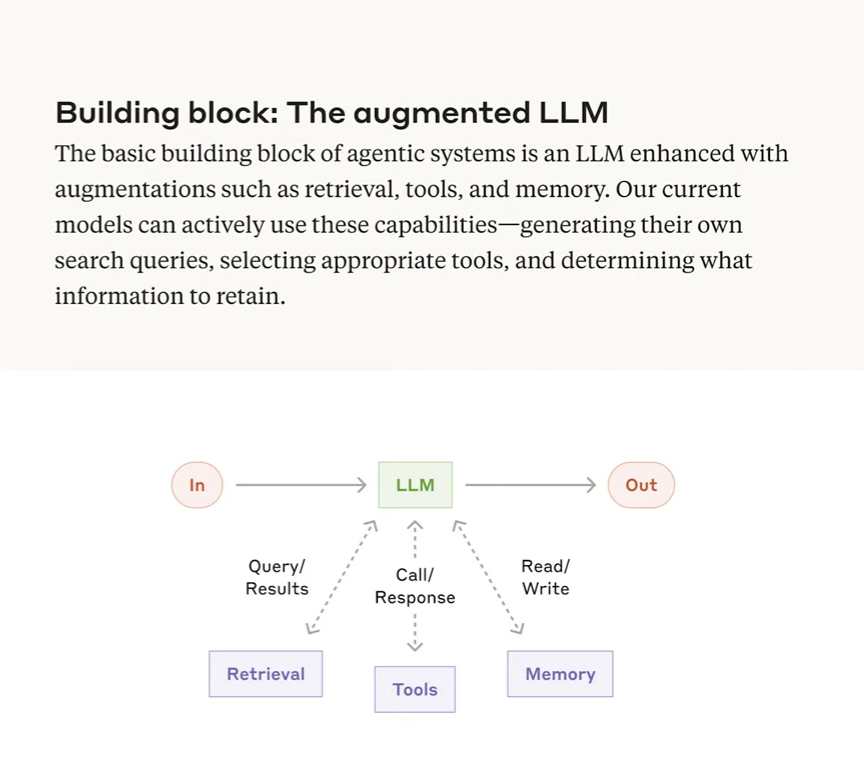 Building block: The augmented LLM
The basic building block of agentic systems is an LLM enhanced with
augmentations such as retrieval, tools, and memory. Our current
models can actively use these capabilities—generating their own
search queries, selecting appropriate tools, and determining what
information to retain.
In
LLM
Out
Query/
Results
Call/
Response
Read/
Write
Retrieval
Tools
Memory